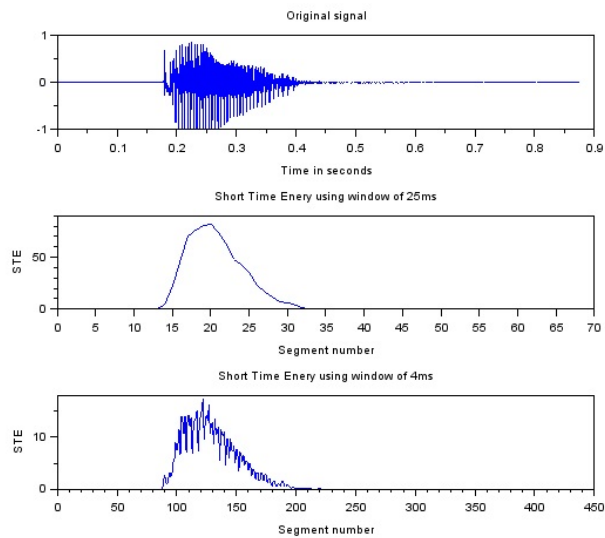 Original signal
1
0
-1
0 0.1 0.2 0.3 0.4 0.5 0.6 0.7 0.8 0.9
Time in seconds
Short Time Enery using window of 25ms
STE
50
0
0 5 10 15 20 25 30 35 40 45 50 55 60 65 70
Segment number
Short Time Enery using window of 4ms
STE
10
0
0 50 100 150 200 250 300 350 400 450
Segment number